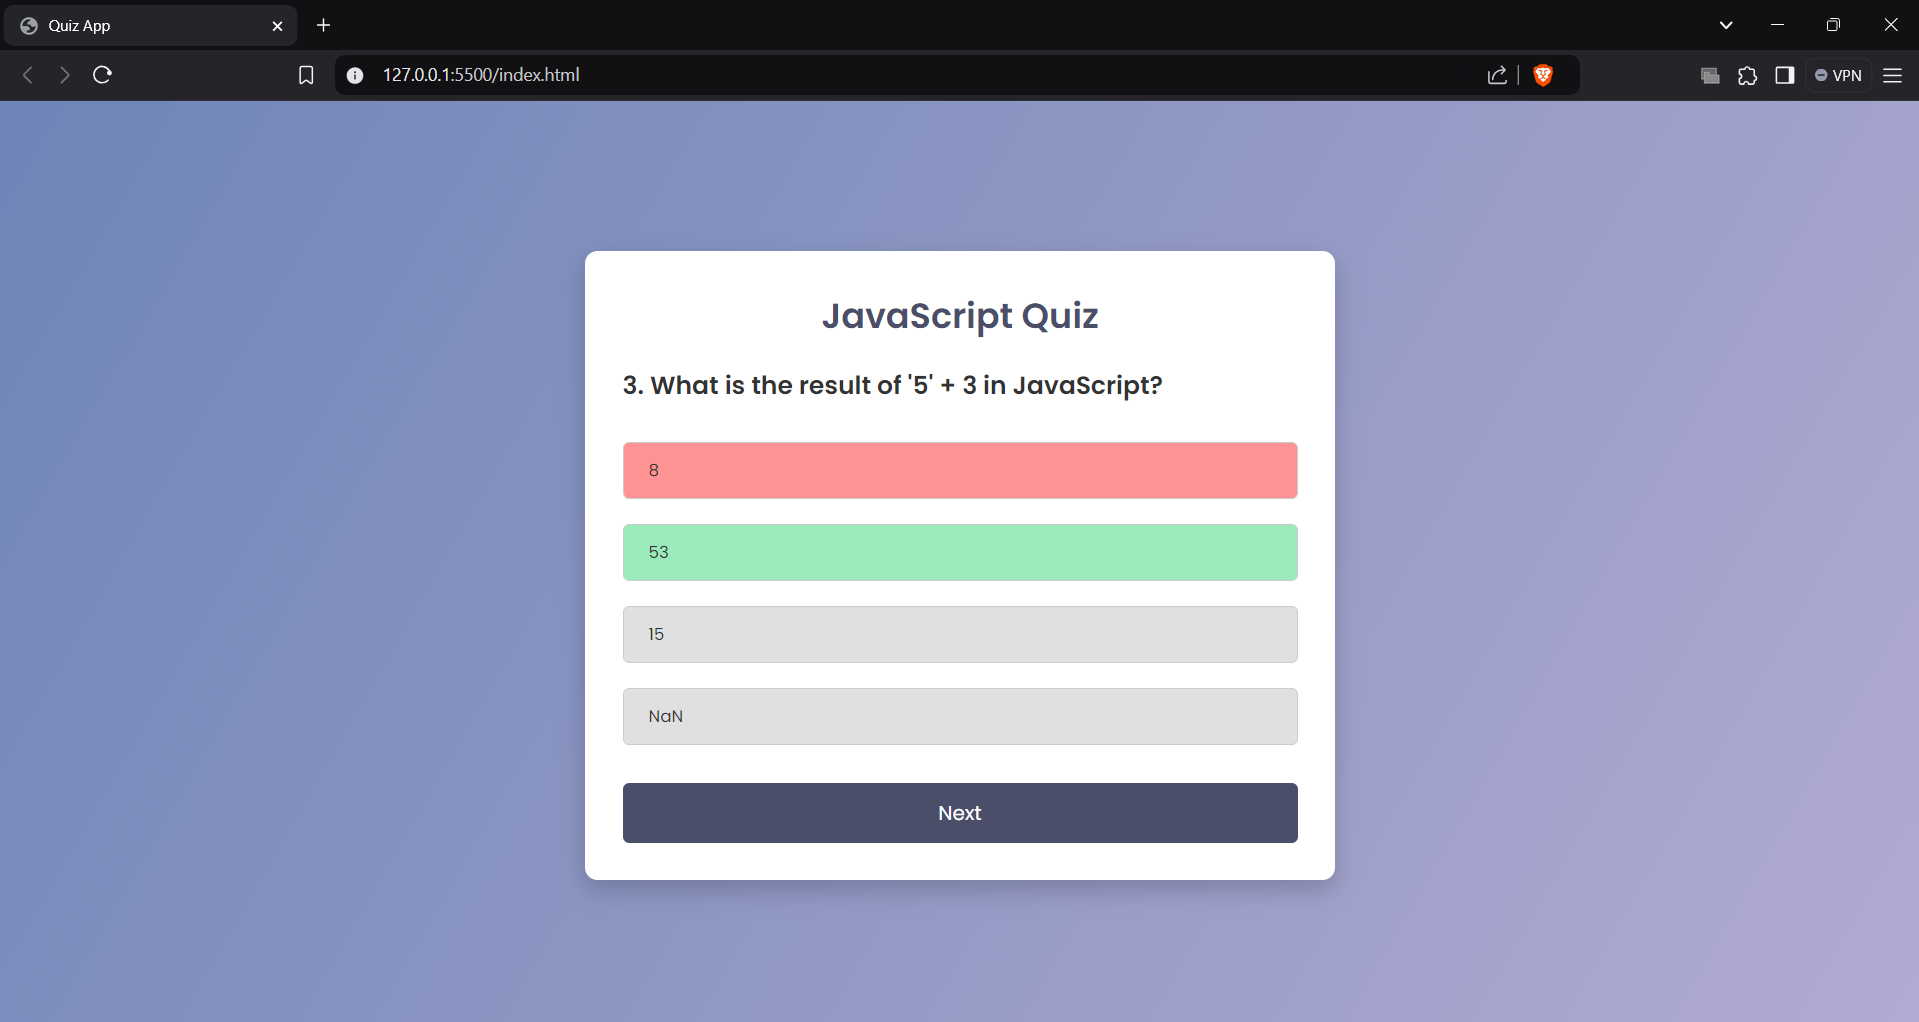 Quiz App
127.0.0.1:5500/index.html
VPN
JavaScript Quiz
3. What is the result of '5' + 3 in JavaScript?
8
53
15
NaN
Next